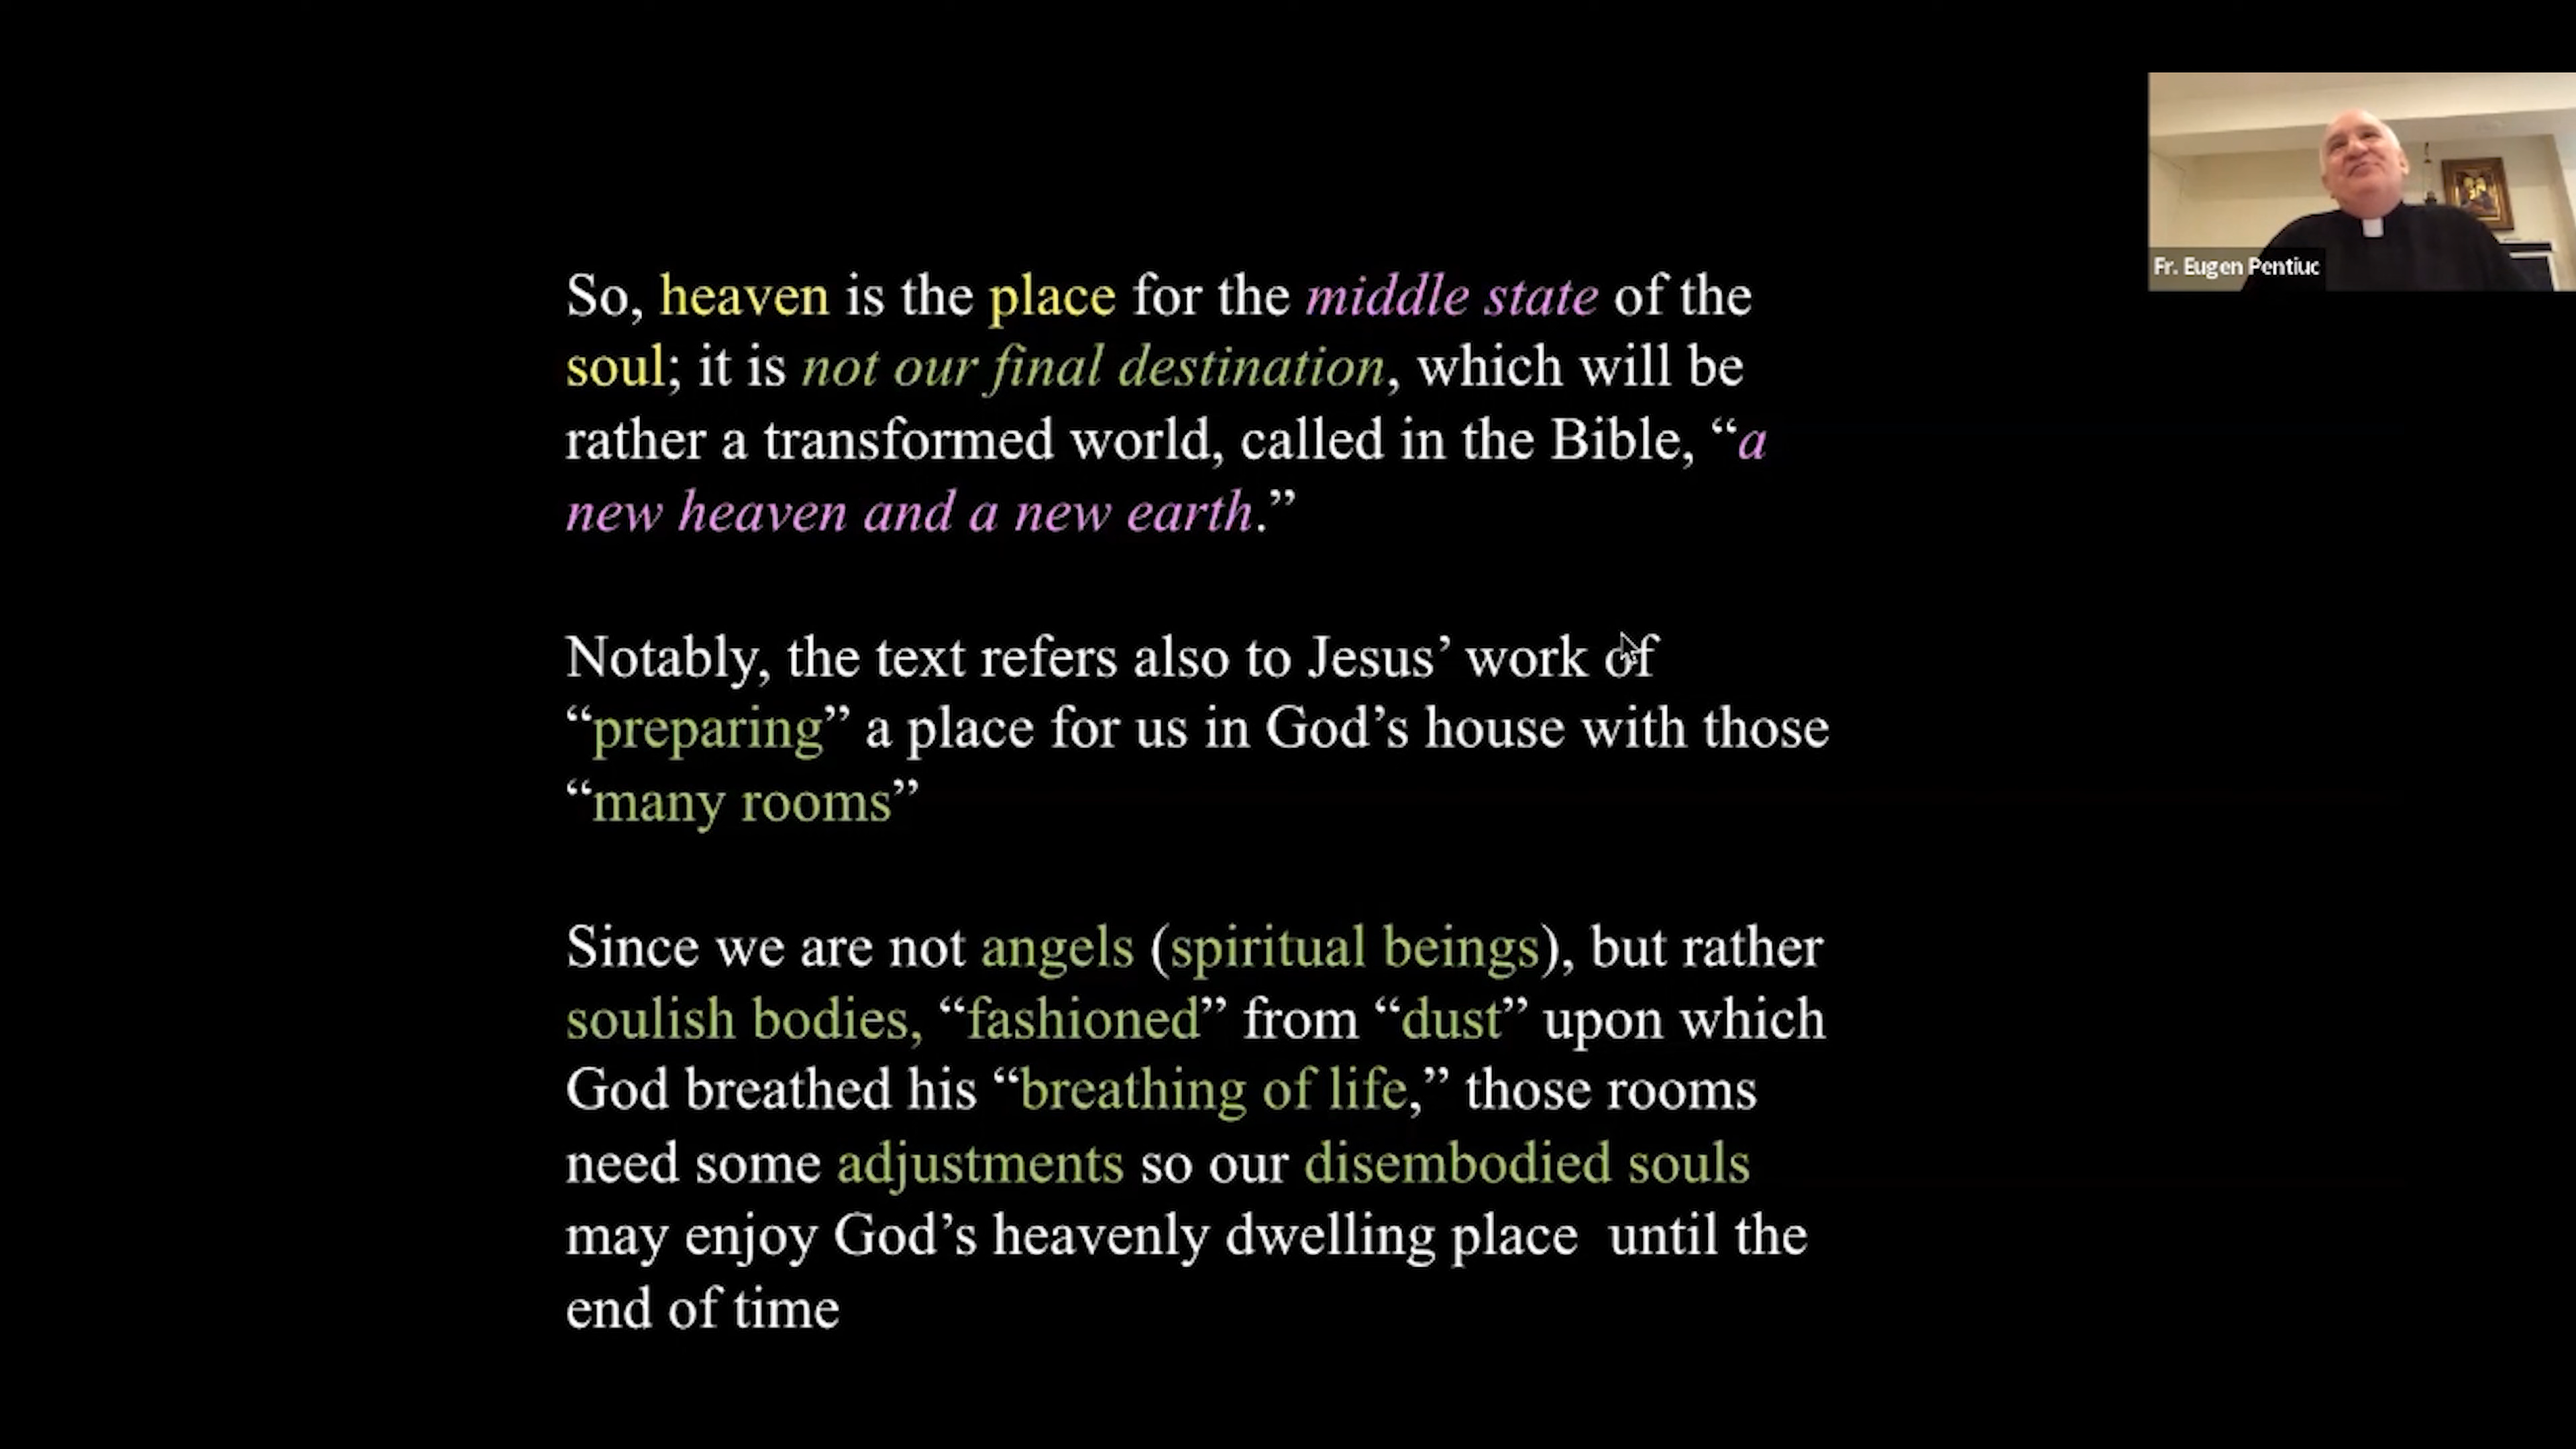 So, heaven is the place for the middle state of the
soul; it is not our final destination, which will be
rather a transformed world, called in the Bible, “a
new heaven and a new earth.”
Notably, the text refers also to Jesus’ work of
“preparing” a place for us in God’s house with those
“many rooms”
Since we are not angels (spiritual beings), but rather
soulish bodies, “fashioned” from “dust” upon which
God breathed his “breathing of life,” those rooms
need some adjustments so our disembodied souls
may enjoy God’s heavenly dwelling place  until the
end of time
Fr. Eugen Pentiuc